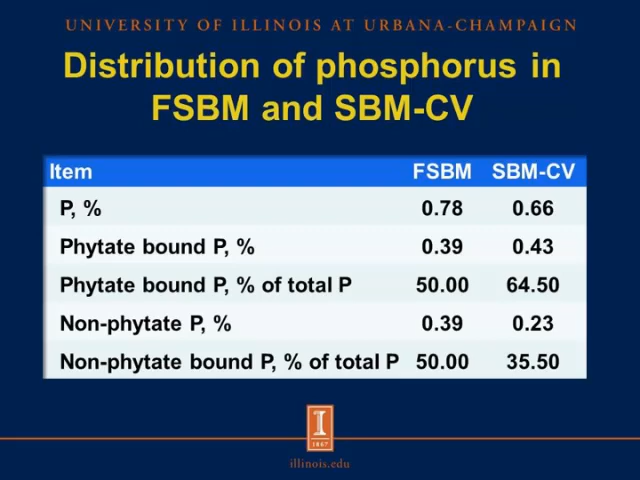 UNIVERSITY OF ILLINOIS AT URBANA-CHAMPAIGN
Distribution of phosphorus in
FSBM and SBM-CV
Item FSBM SBM-CV
P, % 0.78 0.66
Phytate bound P, % 0.39 0.43
Phytate bound P, % of total P 50.00 64.50
Non-phytate P, % 0.39 0.23
Non-phytate bound P, % of total P 50.00 35.50
I
1867
illinois.edu